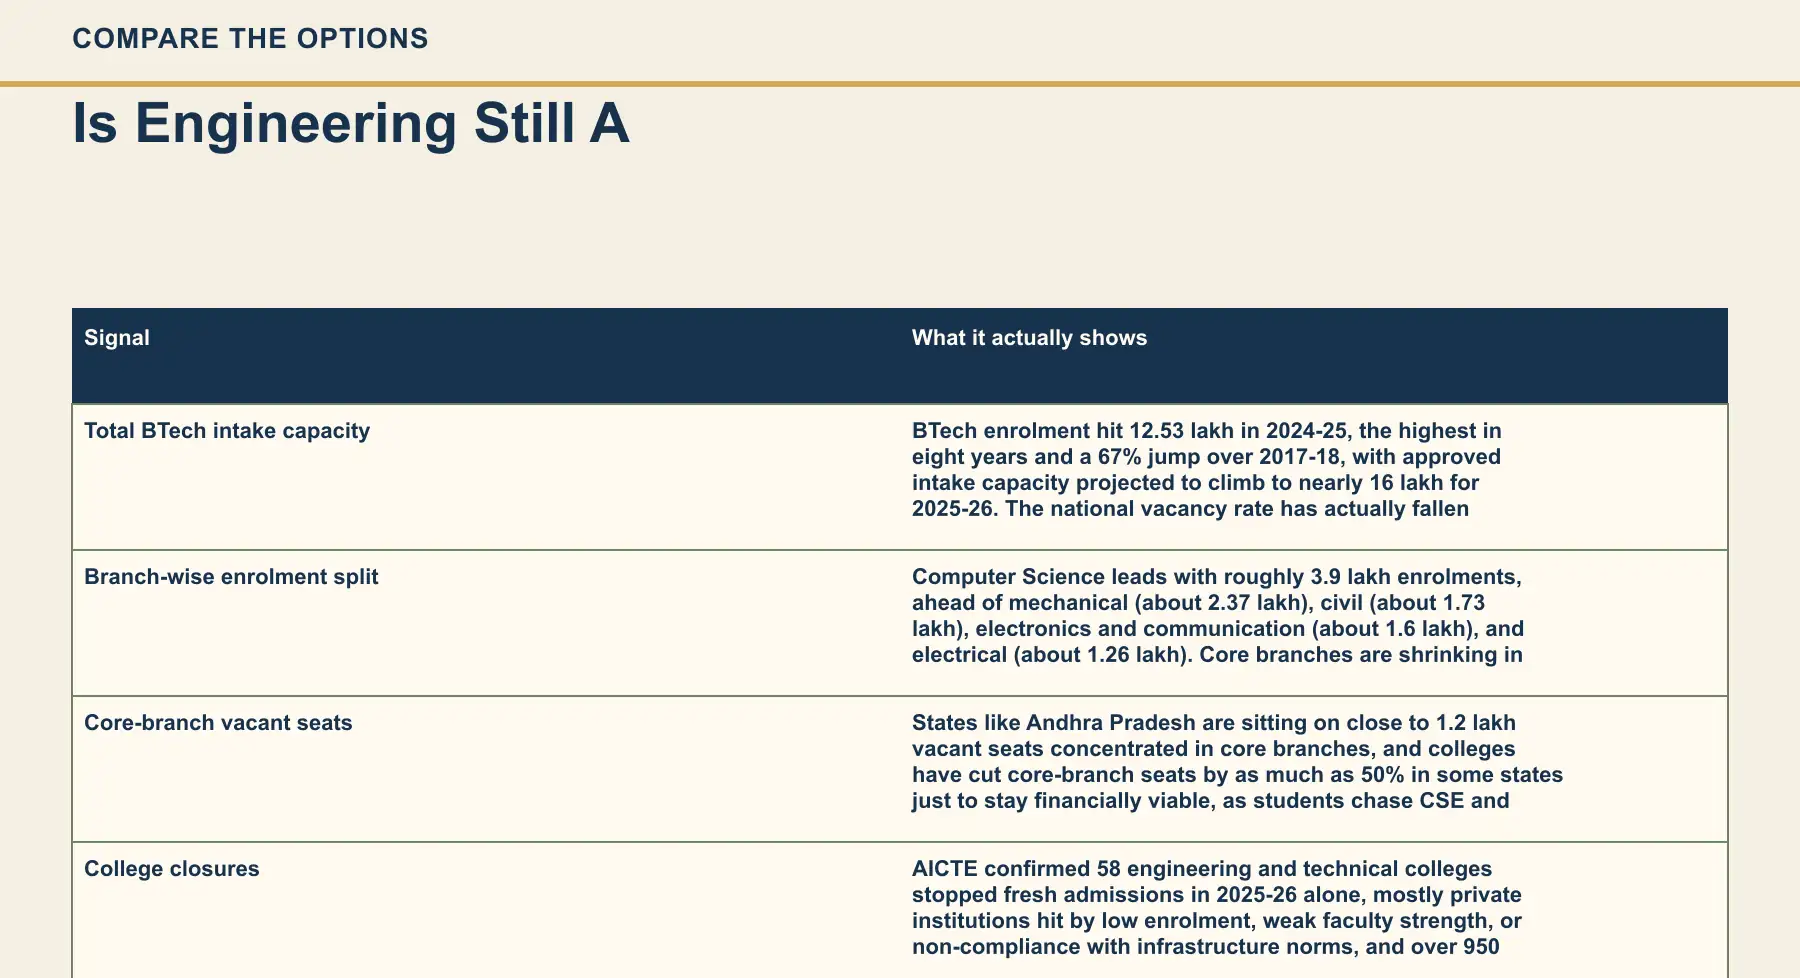 COMPARE THE OPTIONS
Is Engineering Still A
Signal
What it actually shows
Total BTech intake capacity
BTech enrolment hit 12.53 lakh in 2024-25, the highest in
eight years and a 67% jump over 2017-18, with approved
intake capacity projected to climb to nearly 16 lakh for
2025-26. The national vacancy rate has actually fallen
Branch-wise enrolment split
Computer Science leads with roughly 3.9 lakh enrolments,
ahead of mechanical (about 2.37 lakh), civil (about 1.73
lakh), electronics and communication (about 1.6 lakh), and
electrical (about 1.26 lakh). Core branches are shrinking in
Core-branch vacant seats
States like Andhra Pradesh are sitting on close to 1.2 lakh
vacant seats concentrated in core branches, and colleges
have cut core-branch seats by as much as 50% in some states
just to stay financially viable, as students chase CSE and
College closures
AICTE confirmed 58 engineering and technical colleges
stopped fresh admissions in 2025-26 alone, mostly private
institutions hit by low enrolment, weak faculty strength, or
non-compliance with infrastructure norms, and over 950